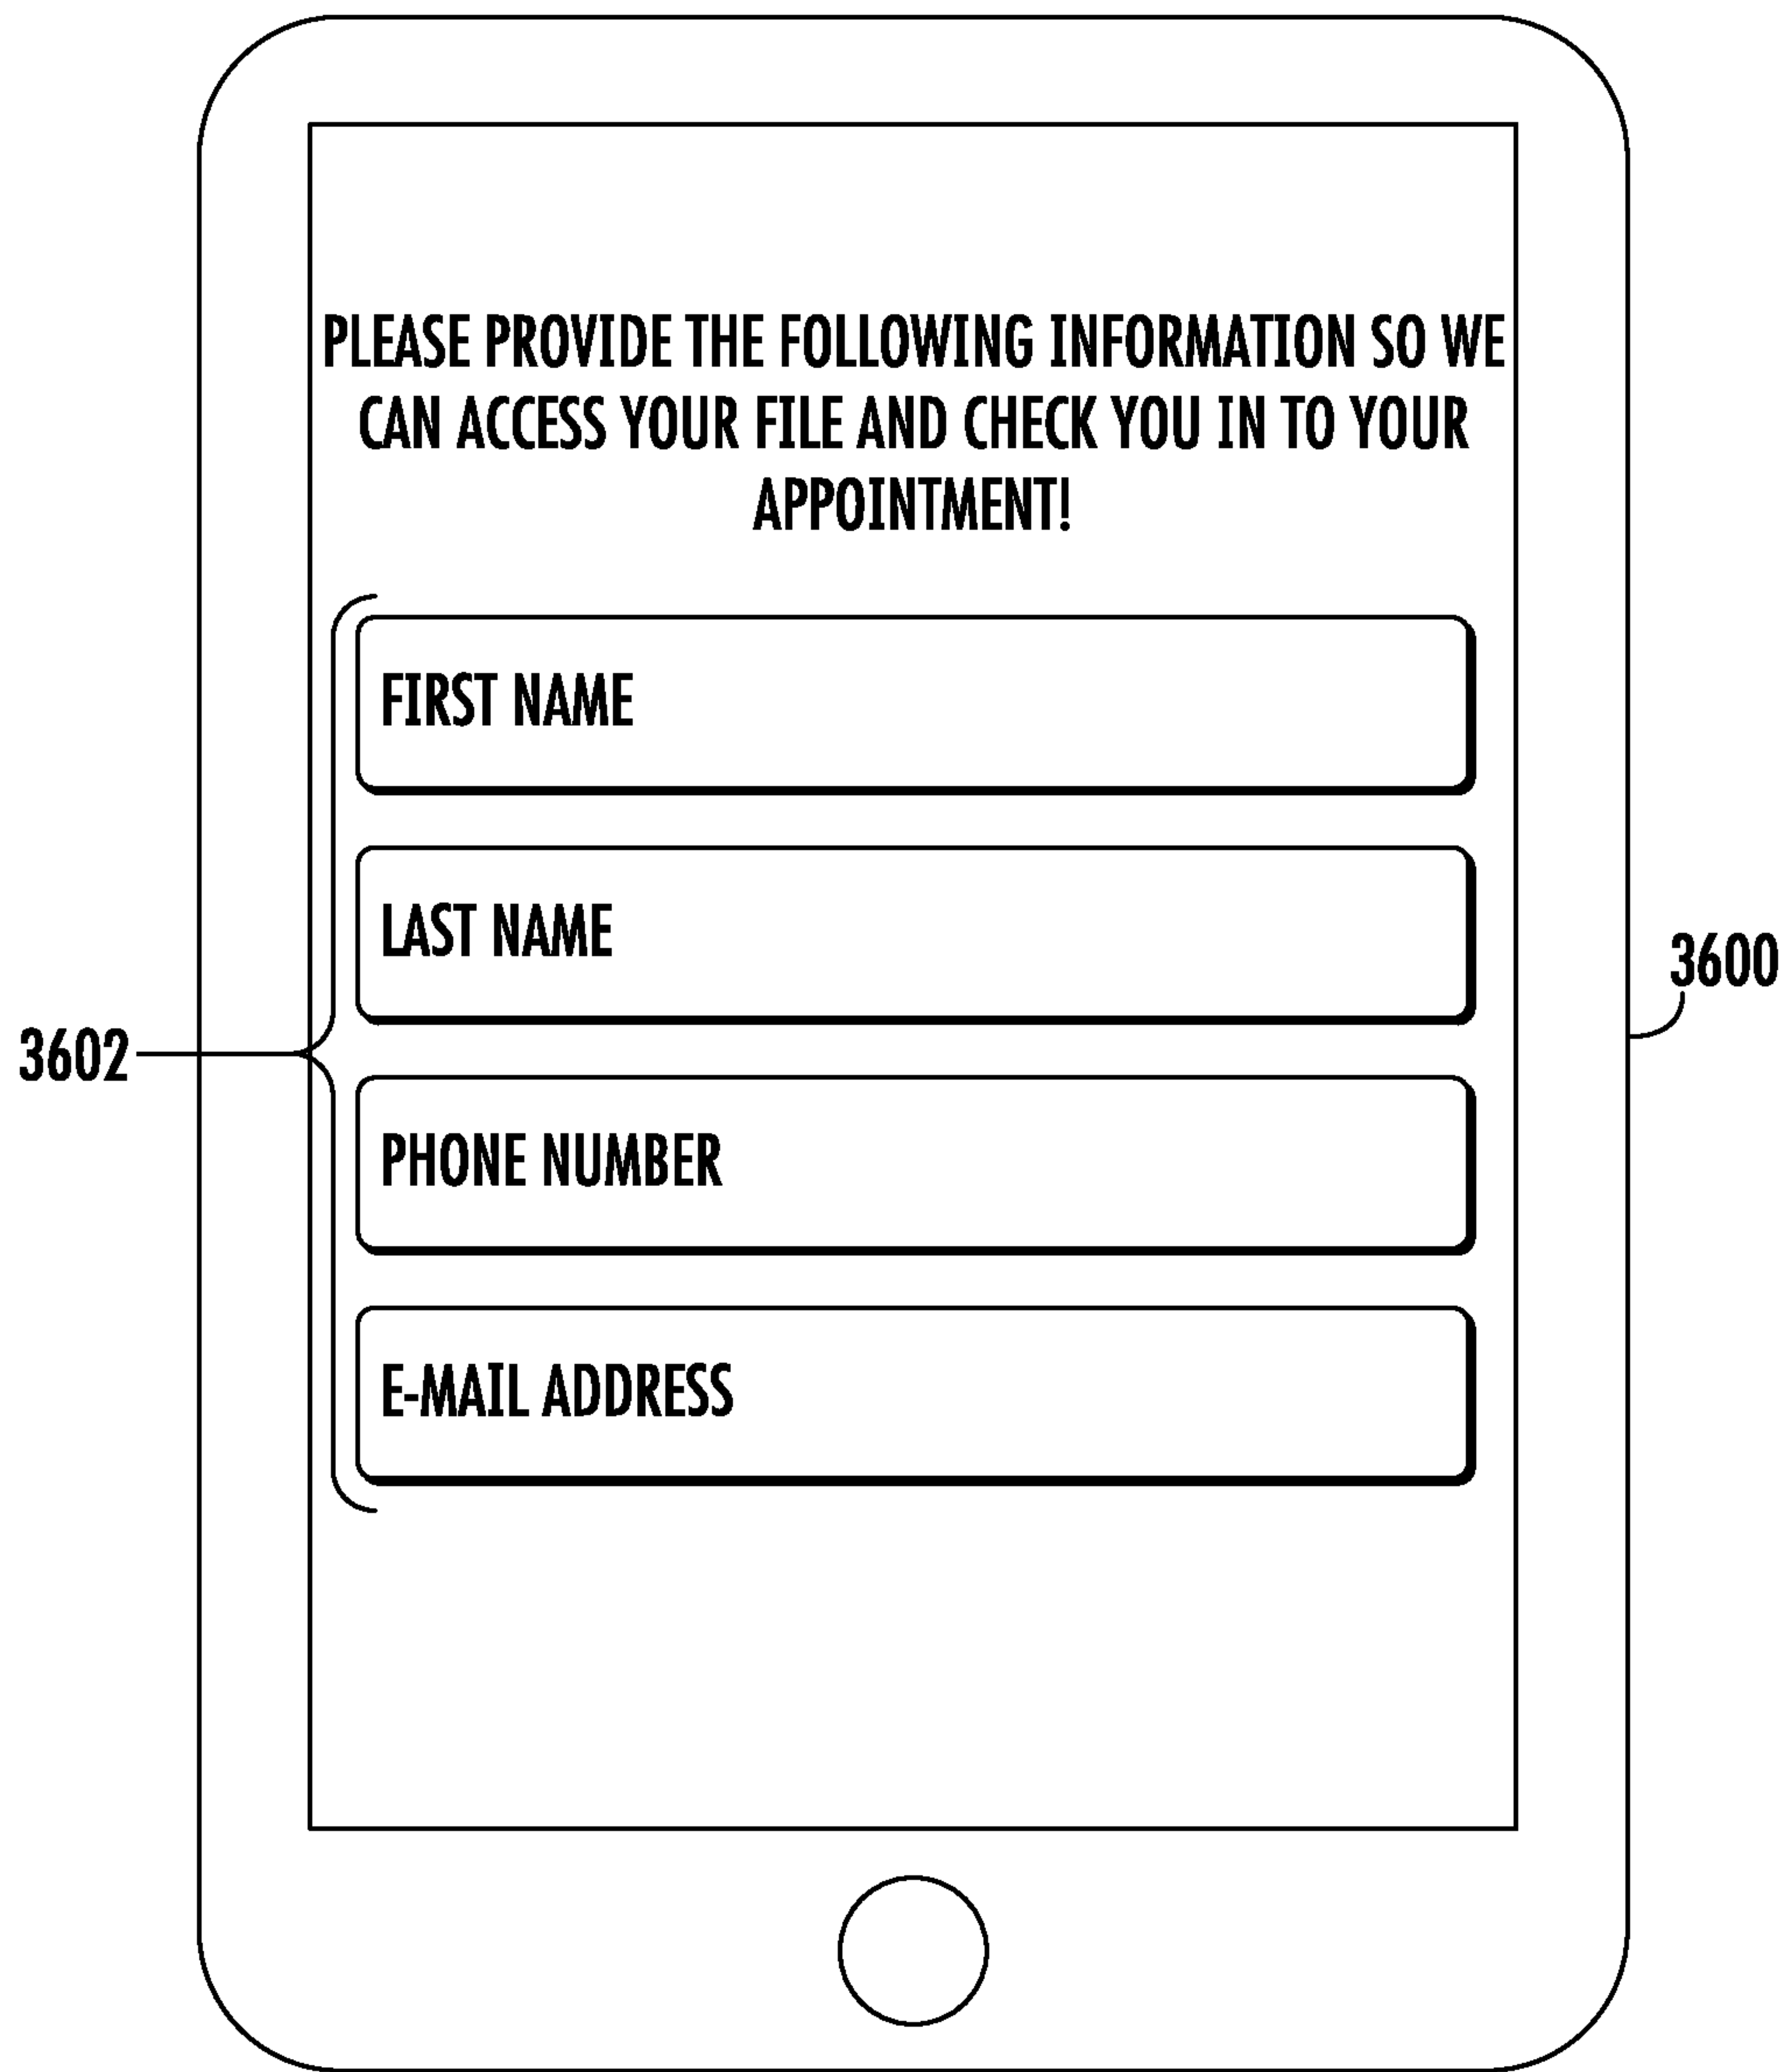 PLEASE PROVIDE THE FOLLOWING INFORMATION SO WE
CAN ACCESS YOUR FILE AND CHECK YOU IN TO YOUR
APPOINTMENT!
FIRST NAME
LAST NAME
3600
3602
PHONE NUMBER
E-MAIL ADDRESS